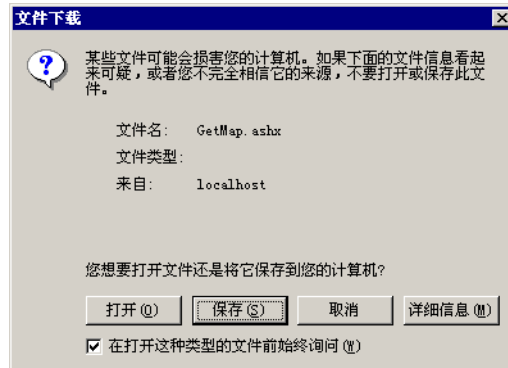 文件下载
某些文件可能会损害您的计算机。如果下面的文件信息看起
来可疑，或者您不完全相信它的来源，不要打开或保存此文
件。
文件名: GetMap.ashx
文件类型:
来自: localhost
您想要打开文件还是将它保存到您的计算机?
打开(O) 保存(S) 取消 详细信息(M)
在打开这种类型的文件前始终询问(W)